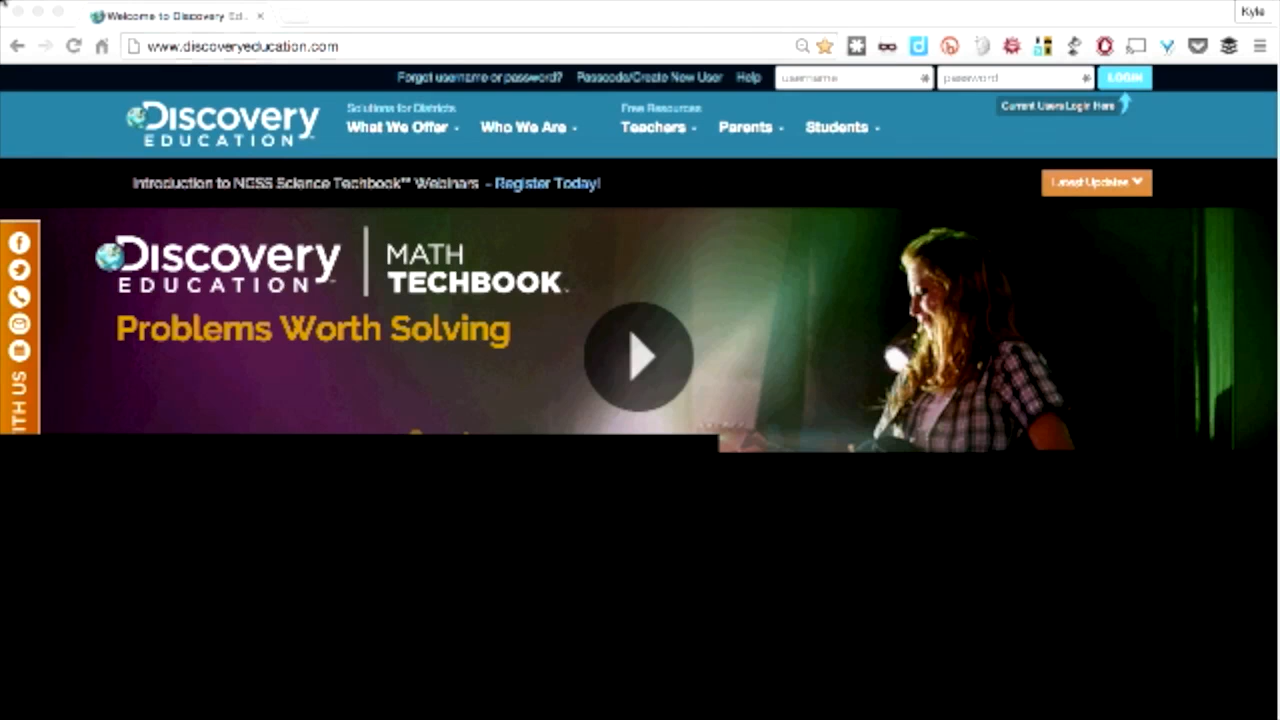 Welcome to Discovery Ed..
Kyle
www.discoveryeducation.com
Forgot username or password? Passcode/Create New User Help username password LOGIN
Current Users Login Here
Discovery
EDUCATION
Solutions for Districts
What We Offer Who We Are
Free Resources
Teachers Parents Students
Introduction to NGSS Science Techbook™ Webinars - Register Today!
Latest Updates
Discovery
EDUCATION
MATH
TECHBOOK
Problems Worth Solving
ITH US